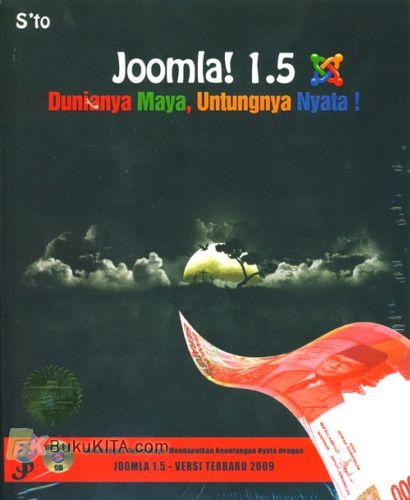 S'to
Joomla! 1.5
Dunianya Maya, Untungnya Nyata !
BukuKITA.com
Mendapatkan Keuntungan Nyata dengan
CD
JOOMLA 1.5 - VERSI TERBARU 2009